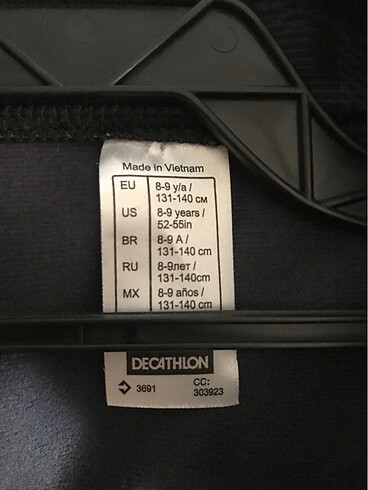 Made in Vietnam
EU 8-9 y/a /
131-140 см
US 8-9 years /
52-55in
BR 8-9 A /
131-140 cm
RU 8-9лет /
131-140cm
MX 8-9 años /
131-140 cm
DECATHLON
3691 CC:
303923